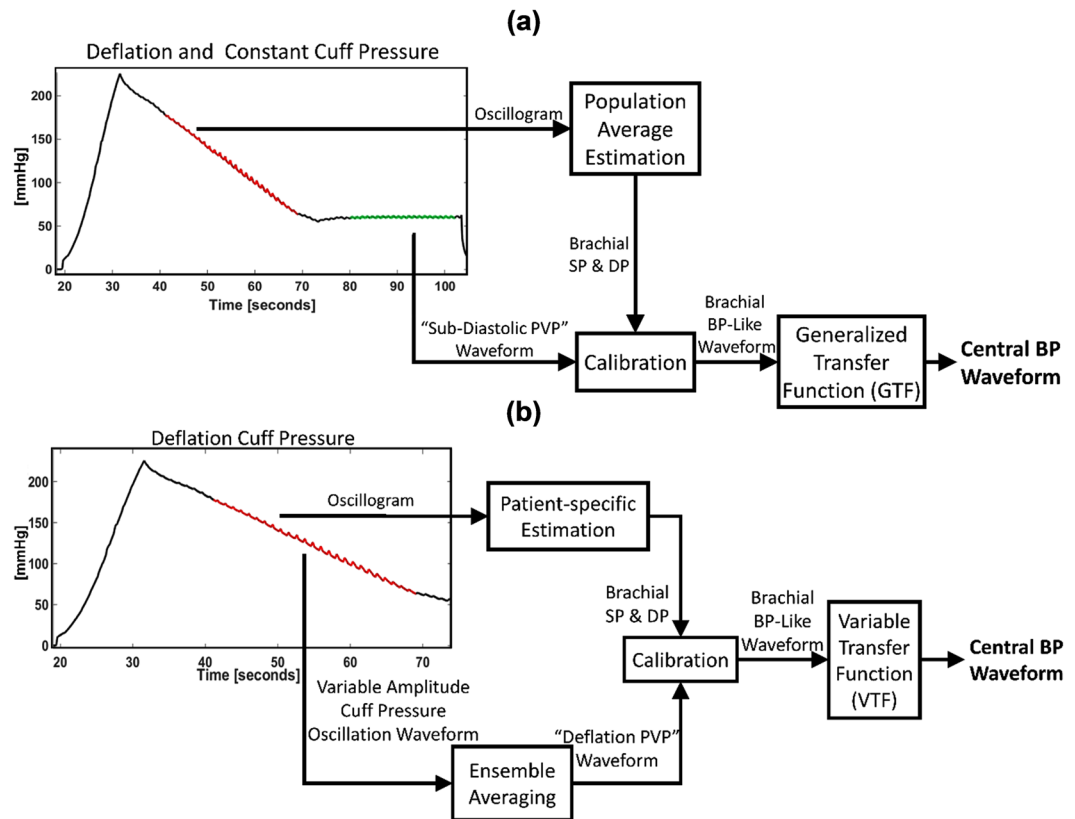 (a)
Deflation and Constant Cuff Pressure
[mmHg]
200
150
100
50
0
20
30
40
50
60
70
80
90
100
Time [seconds]
Oscillogram
Population
Average
Estimation
Brachial
SP & DP
"Sub-Diastolic PVP"
Waveform
Calibration
Brachial
BP-Like
Waveform
Generalized
Transfer
Function (GTF)
Central BP
Waveform
(b)
Deflation Cuff Pressure
[mmHg]
200
150
100
50
0
20
30
40
50
60
70
Time [seconds]
Oscillogram
Patient-specific
Estimation
Brachial
SP & DP
Variable Amplitude
Cuff Pressure
Oscillation Waveform
Ensemble
Averaging
"Deflation PVP"
Waveform
Calibration
Brachial
BP-Like
Waveform
Variable
Transfer
Function
(VTF)
Central BP
Waveform